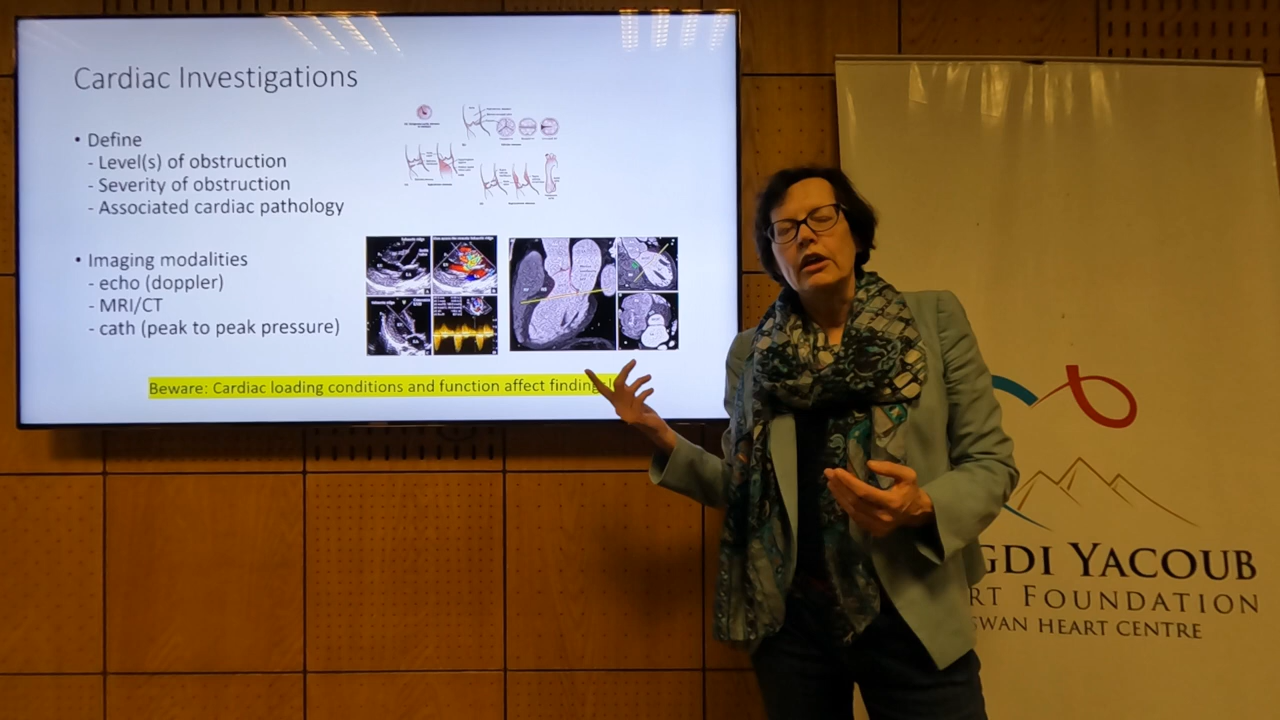 Cardiac Investigations
• Define
- Level(s) of obstruction
- Severity of obstruction
- Associated cardiac pathology
• Imaging modalities
- echo (doppler)
- MRI/CT
- cath (peak to peak pressure)
Beware: Cardiac loading conditions and function affect findings
GDI YACOUB
RT FOUNDATION
SWAN HEART CENTRE